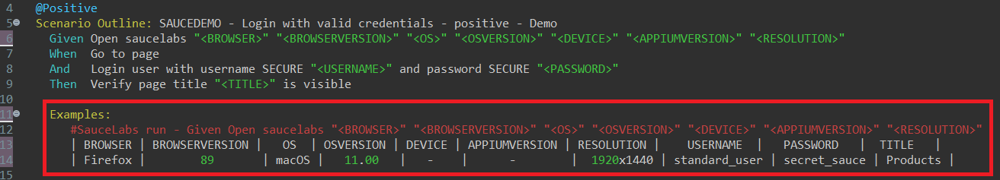 4 @Positive
5 Scenario Outline: SAUCEDEMO - Login with valid credentials - positive - Demo
6 Given Open saucelabs "<BROWSER>" "<BROWSERVERSION>" "<OS>" "<OSVERSION>" "<DEVICE>" "<APPIUMVERSION>" "<RESOLUTION>"
7 When Go to page
8 And Login user with username SECURE "<USERNAME>" and password SECURE "<PASSWORD>"
9 Then Verify page title "<TITLE>" is visible
10
11 Examples:
12 #SauceLabs run - Given Open saucelabs "<BROWSER>" "<BROWSERVERSION>" "<OS>" "<OSVERSION>" "<DEVICE>" "<APPIUMVERSION>" "<RESOLUTION>"
13 | BROWSER | BROWSERVERSION | OS | OSVERSION | DEVICE | APPIUMVERSION | RESOLUTION | USERNAME | PASSWORD | TITLE |
14 | Firefox | 89 | macOS | 11.00 | - | - | 1920x1440 | standard_user | secret_sauce | Products |
15